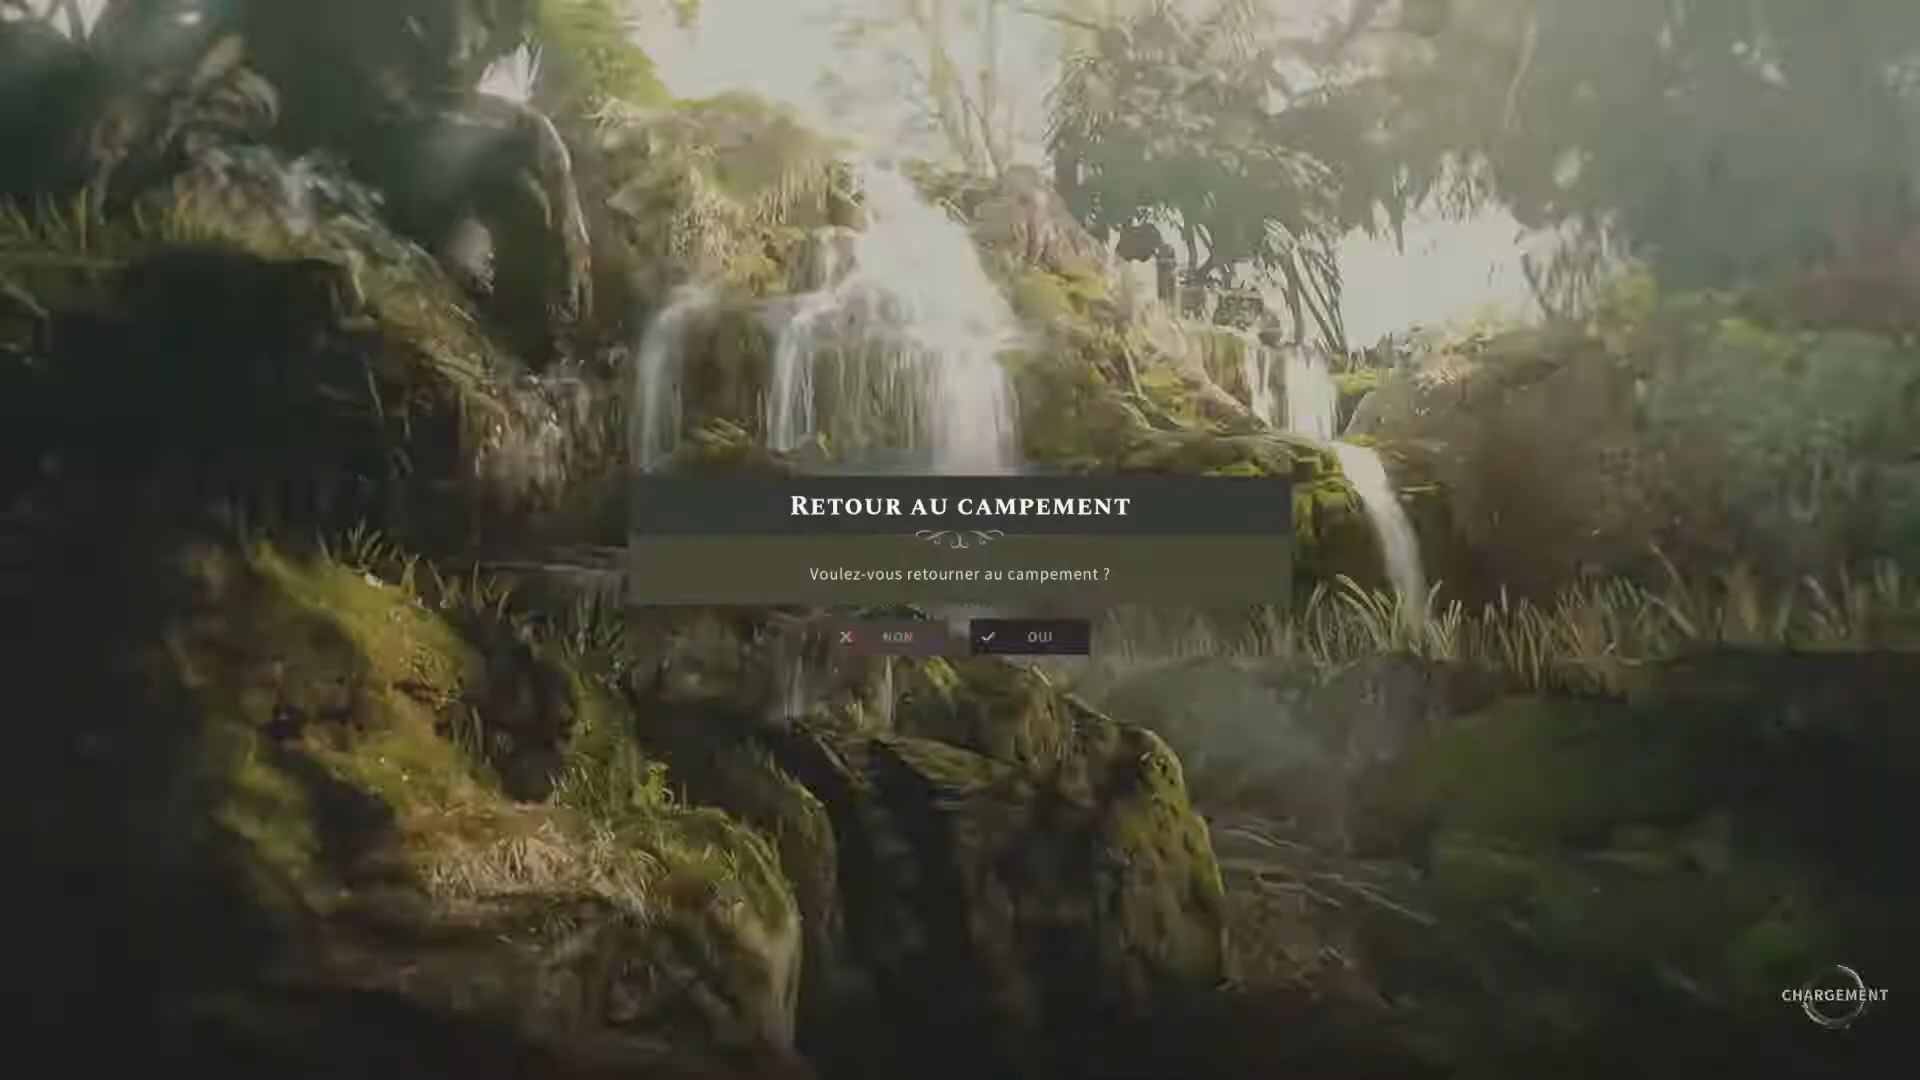 RETOUR AU CAMPEMENT
Voulez-vous retourner au campement ?
NON
OUI
CHARGEMENT